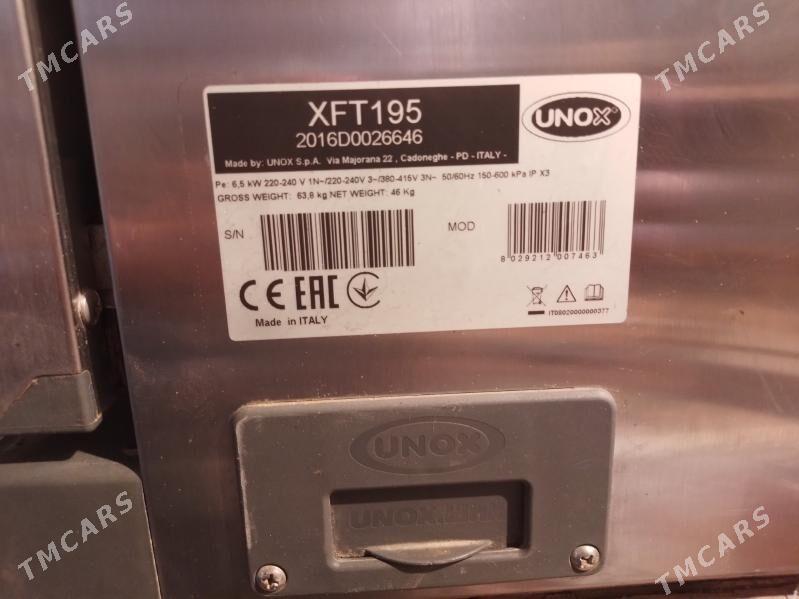 TMCARS
TMCARS
XFT195
2016D0026646
Made by: UNOX S.p.A. Via Majorana 22 , Cadoneghe - PD - ITALY -
UNOX
Pe: 6,5 kW 220-240 V 1N~/220-240V 3~/380-415V 3N~ 50/60Hz 150-600 kPa IP X3
GROSS WEIGHT: 63,8 kg NET WEIGHT: 46 Kg
S/N
MOD
8 029212 007463
CE EAC
Made in ITALY
IT08020000000377
UNOX
TMCARS
TMCARS